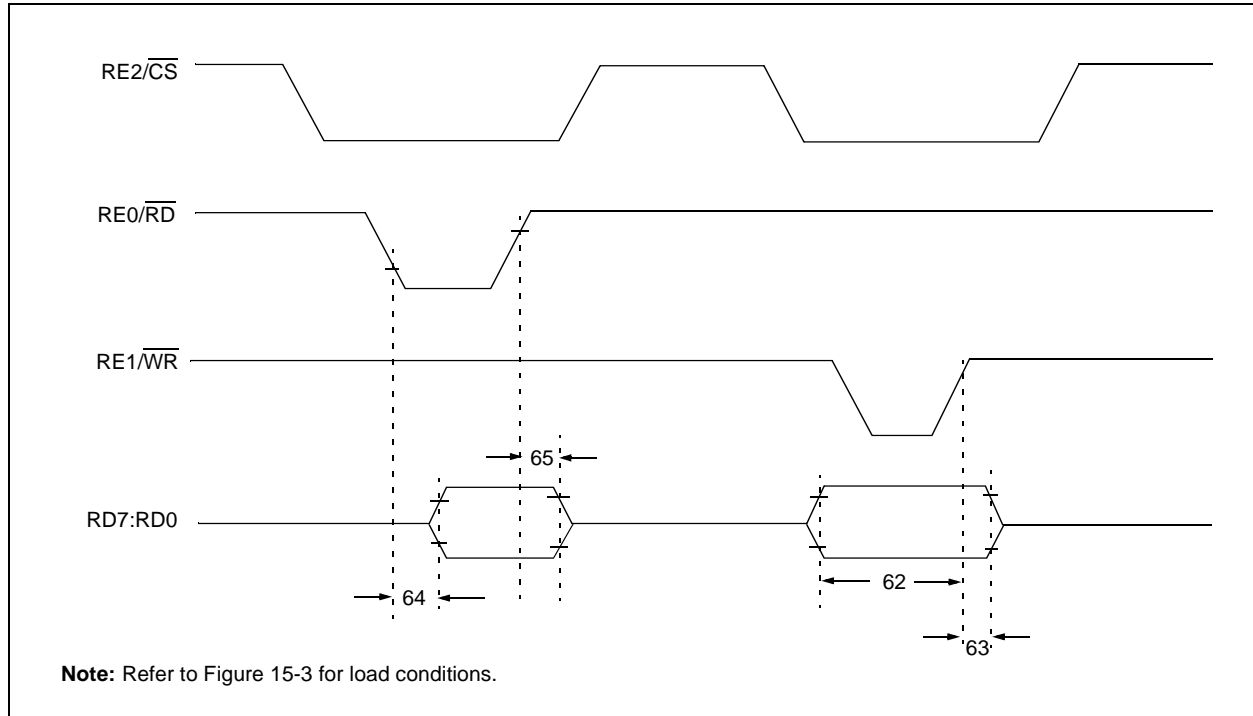 RE2/CS
RE0/RD
RE1/WR
65
RD7:RD0
62
64
63
Note: Refer to Figure 15-3 for load conditions.